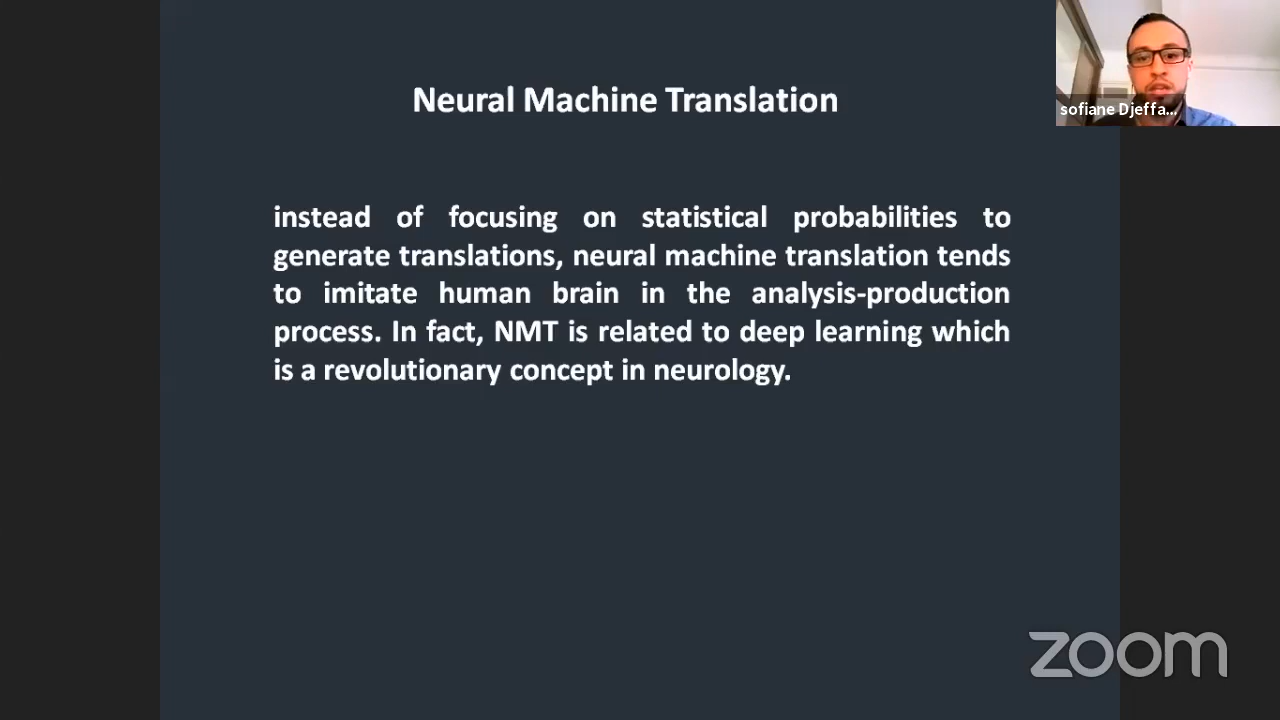 Neural Machine Translation
sofiane Djeffa...
instead of focusing on statistical probabilities to
generate translations, neural machine translation tends
to imitate human brain in the analysis-production
process. In fact, NMT is related to deep learning which
is a revolutionary concept in neurology.
zoom